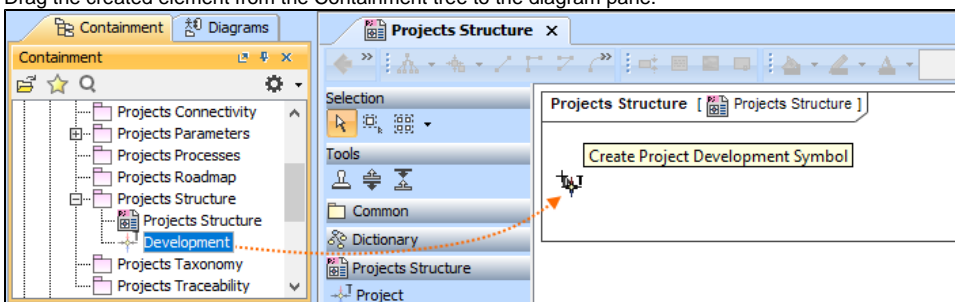 Drag the created element from the Containment tree to the diagram pane.
Containment
Diagrams
Containment
Projects Connectivity
Projects Parameters
Projects Processes
Projects Roadmap
Projects Structure
Projects Structure
Development
Projects Taxonomy
Projects Traceability
Projects Structure
Selection
Tools
Common
Dictionary
Projects Structure
Project
Projects Structure [ Projects Structure ]
Create Project Development Symbol